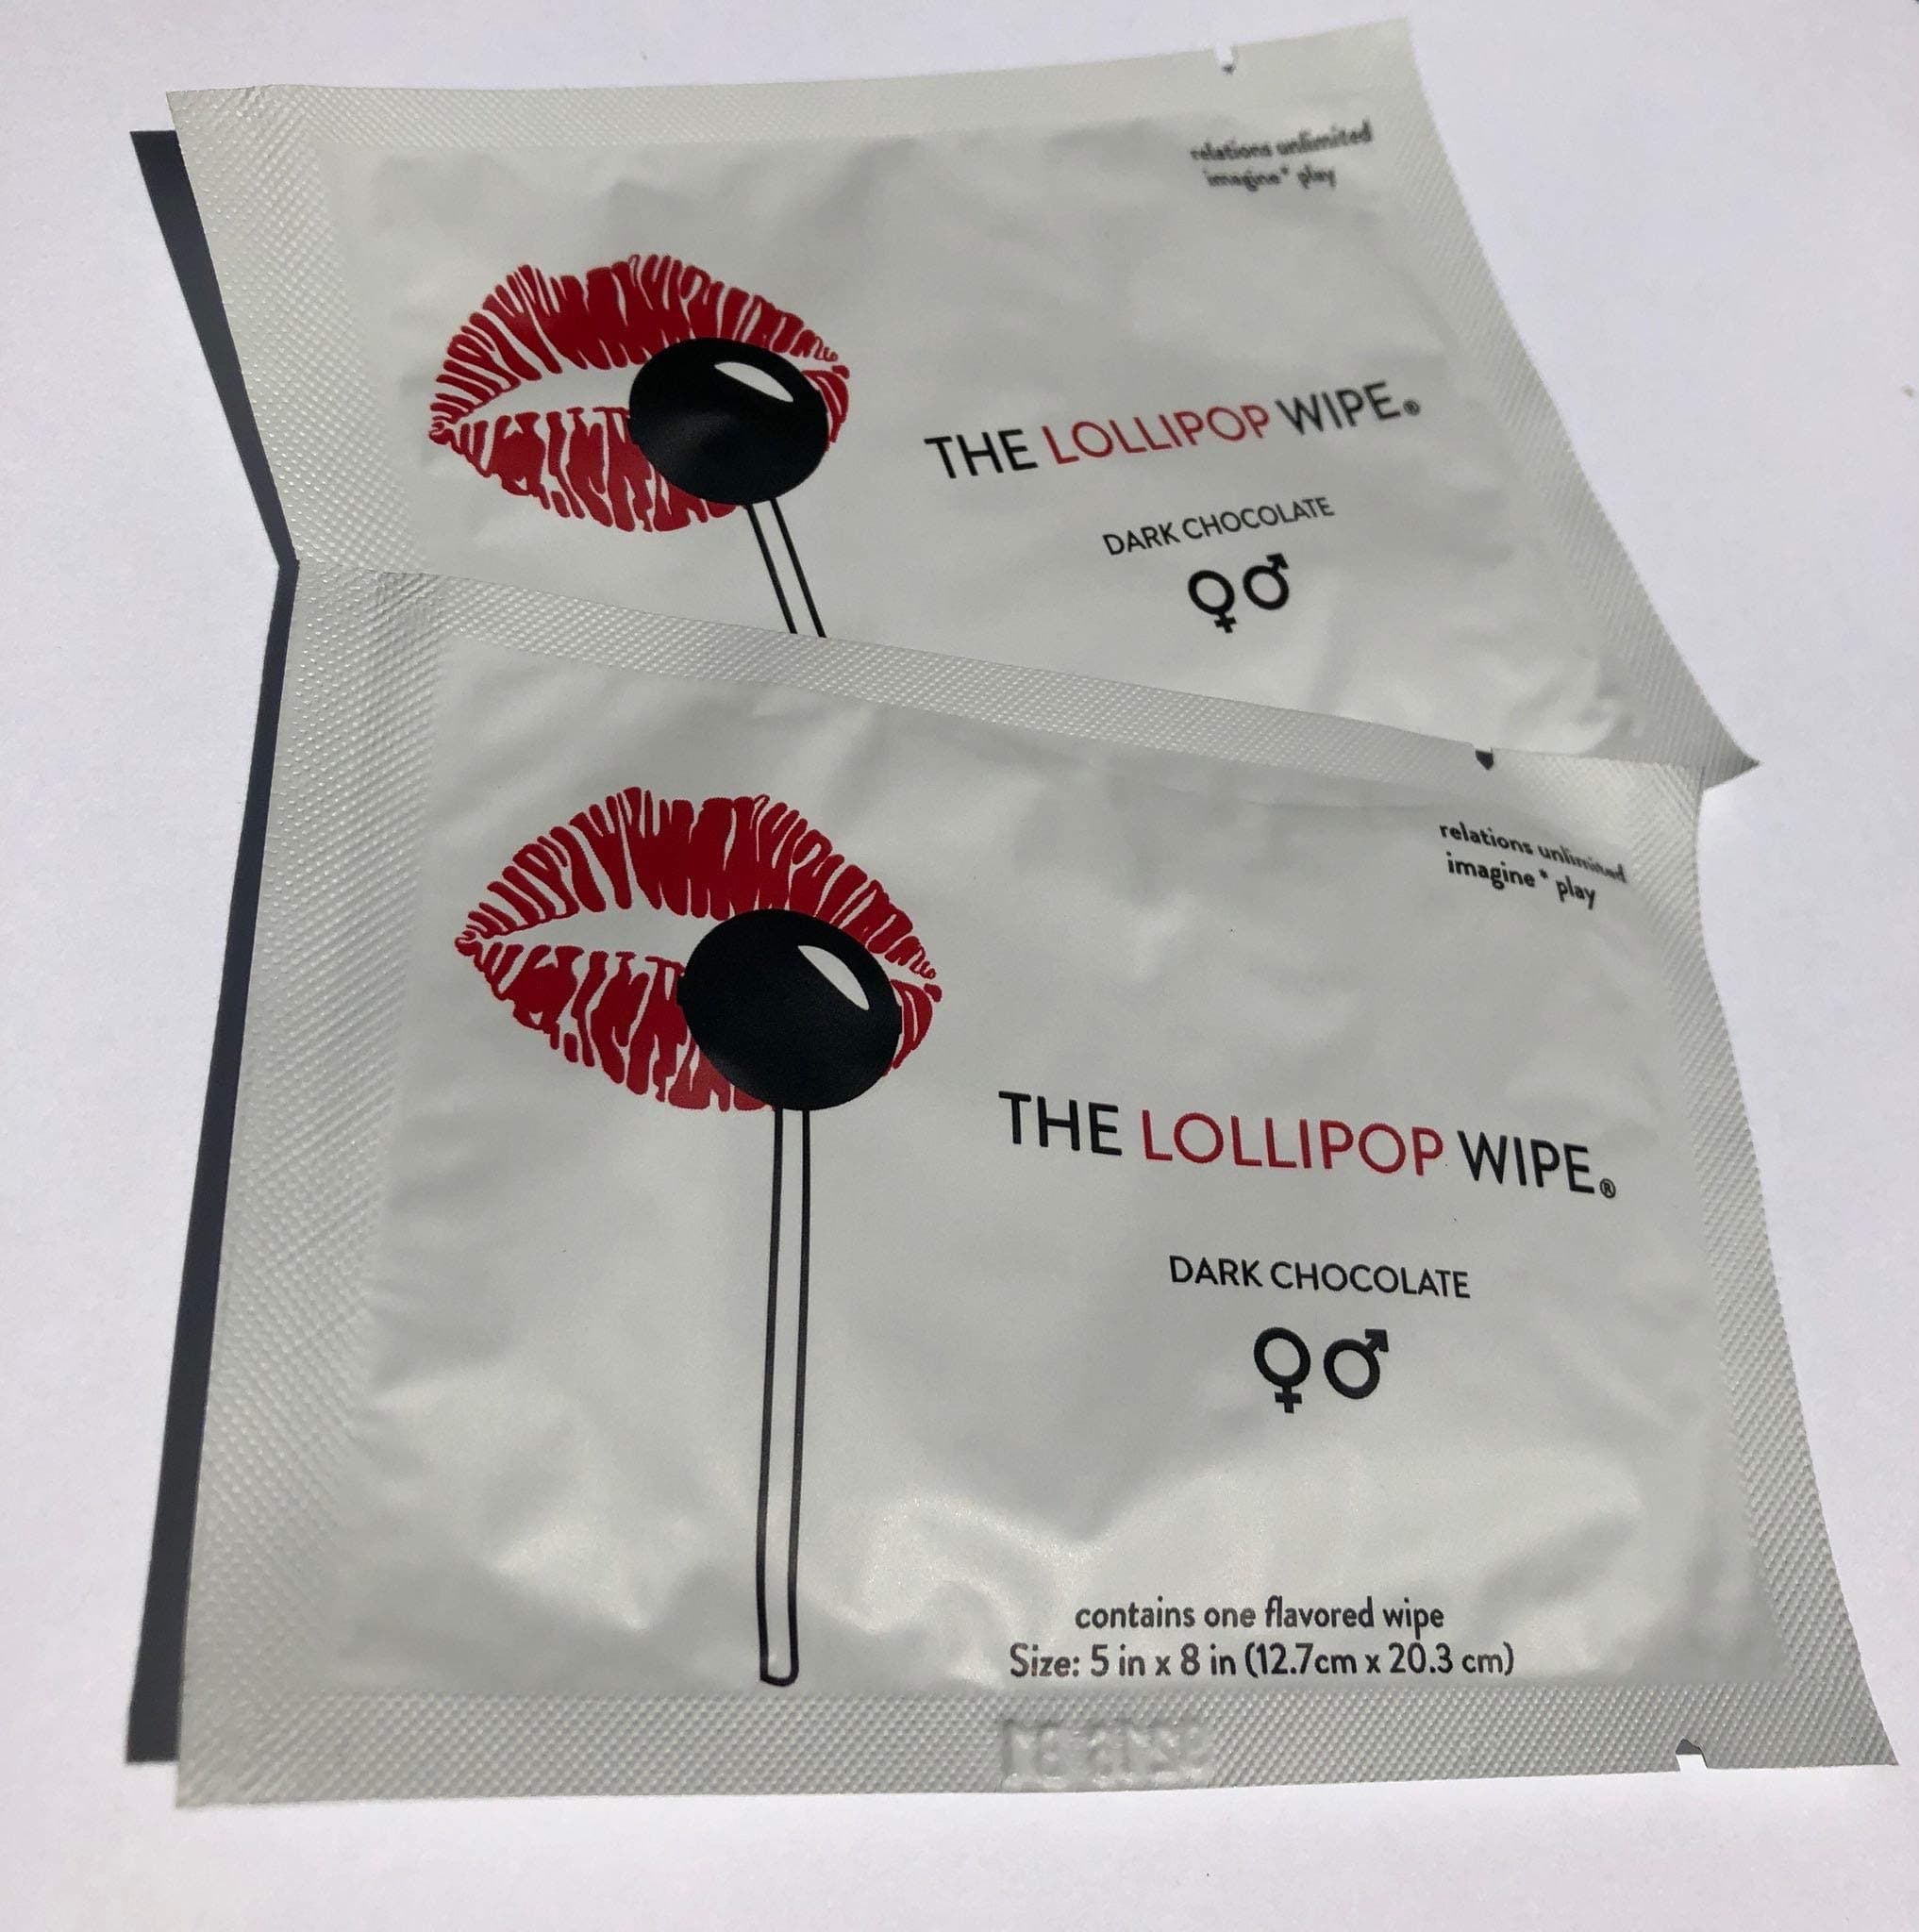 relations unlimited
imagine* play
THE LOLLIPOP WIPE®
DARK CHOCOLATE
relations unlimited
imagine* play
THE LOLLIPOP WIPE®
DARK CHOCOLATE
contains one flavored wipe
Size: 5 in x 8 in (12.7cm x 20.3 cm)